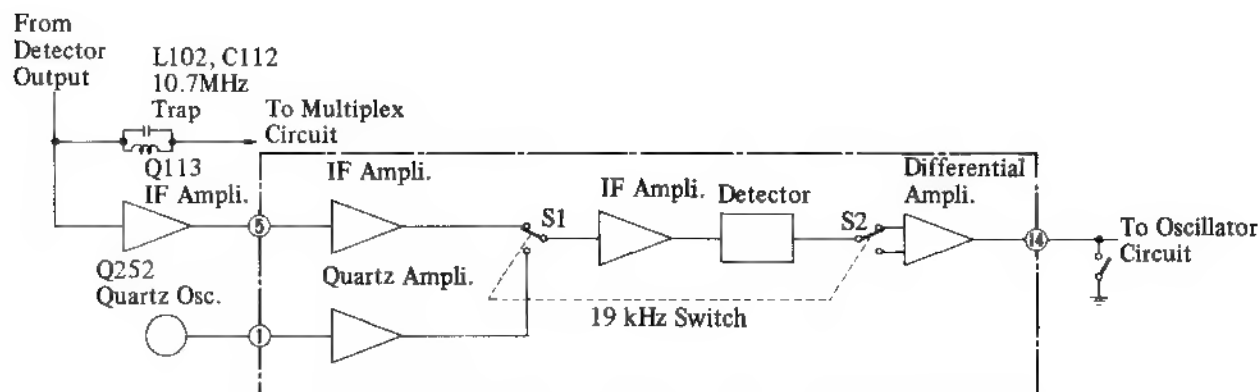 From
Detector
Output
L102, C112
10.7MHz
Trap
To Multiplex
Circuit
Q113
IF Ampli.
IF Ampli.
IF Ampli.
Detector
Differential
Ampli.
5
S1
S2
14
To Oscillator
Circuit
Q252
Quartz Osc.
Quartz Ampli.
1
19 kHz Switch